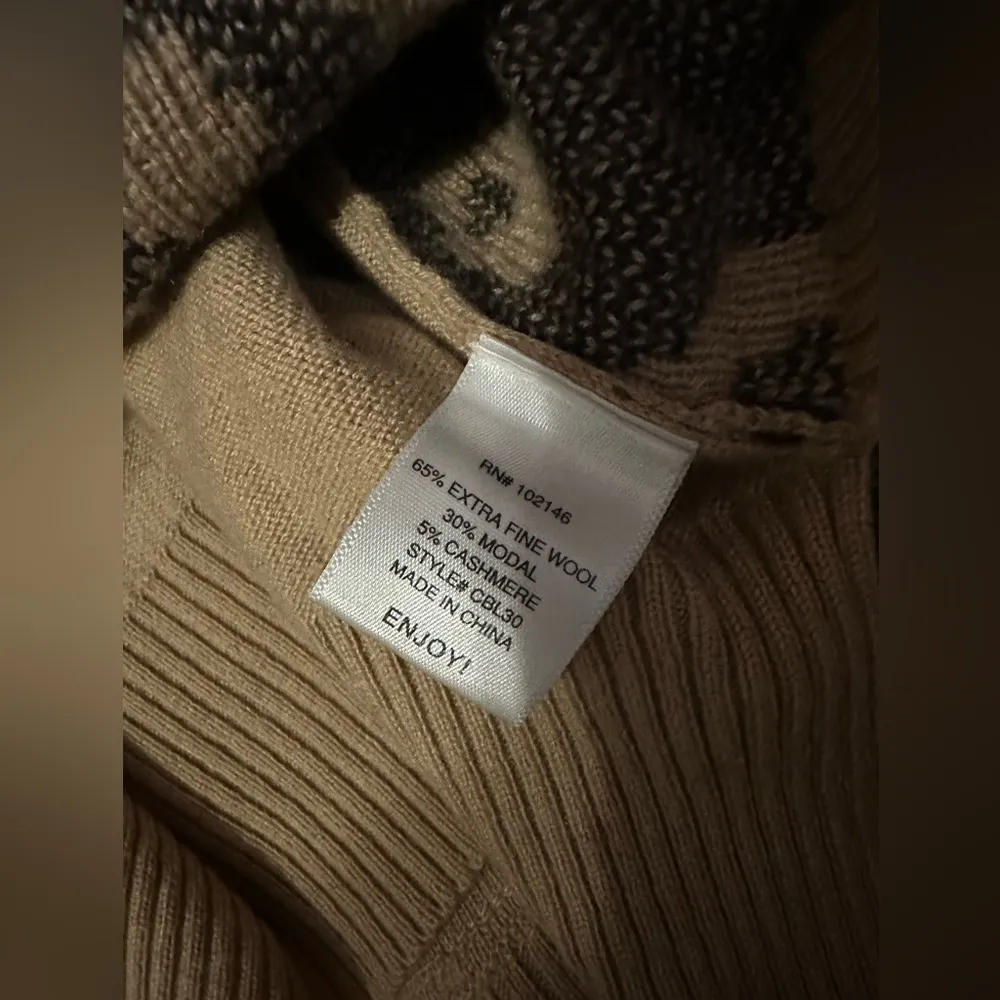 RN# 102146
65% EXTRA FINE WOOL
30% MODAL
5% CASHMERE
STYLE# CBL30
MADE IN CHINA
ENJOY!